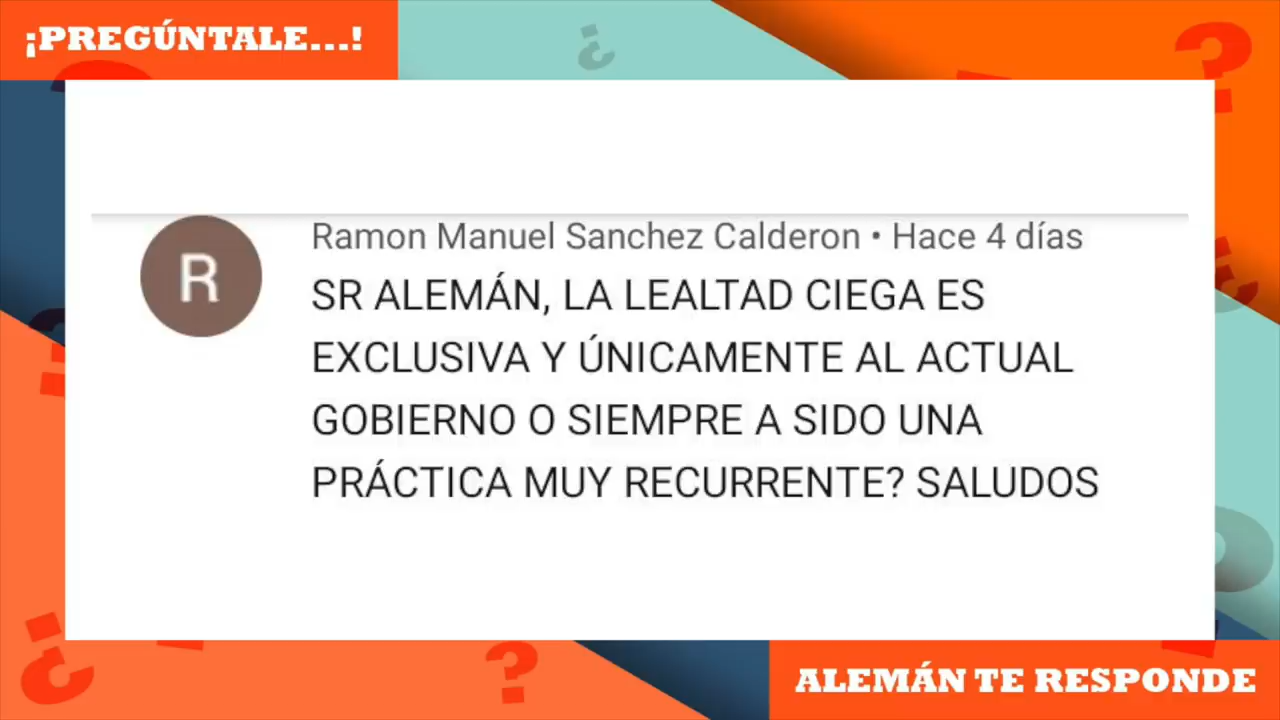 ¡PREGÚNTALE...!
R
Ramon Manuel Sanchez Calderon • Hace 4 días
SR ALEMÁN, LA LEALTAD CIEGA ES
EXCLUSIVA Y ÚNICAMENTE AL ACTUAL
GOBIERNO O SIEMPRE A SIDO UNA
PRÁCTICA MUY RECURRENTE? SALUDOS
ALEMÁN TE RESPONDE